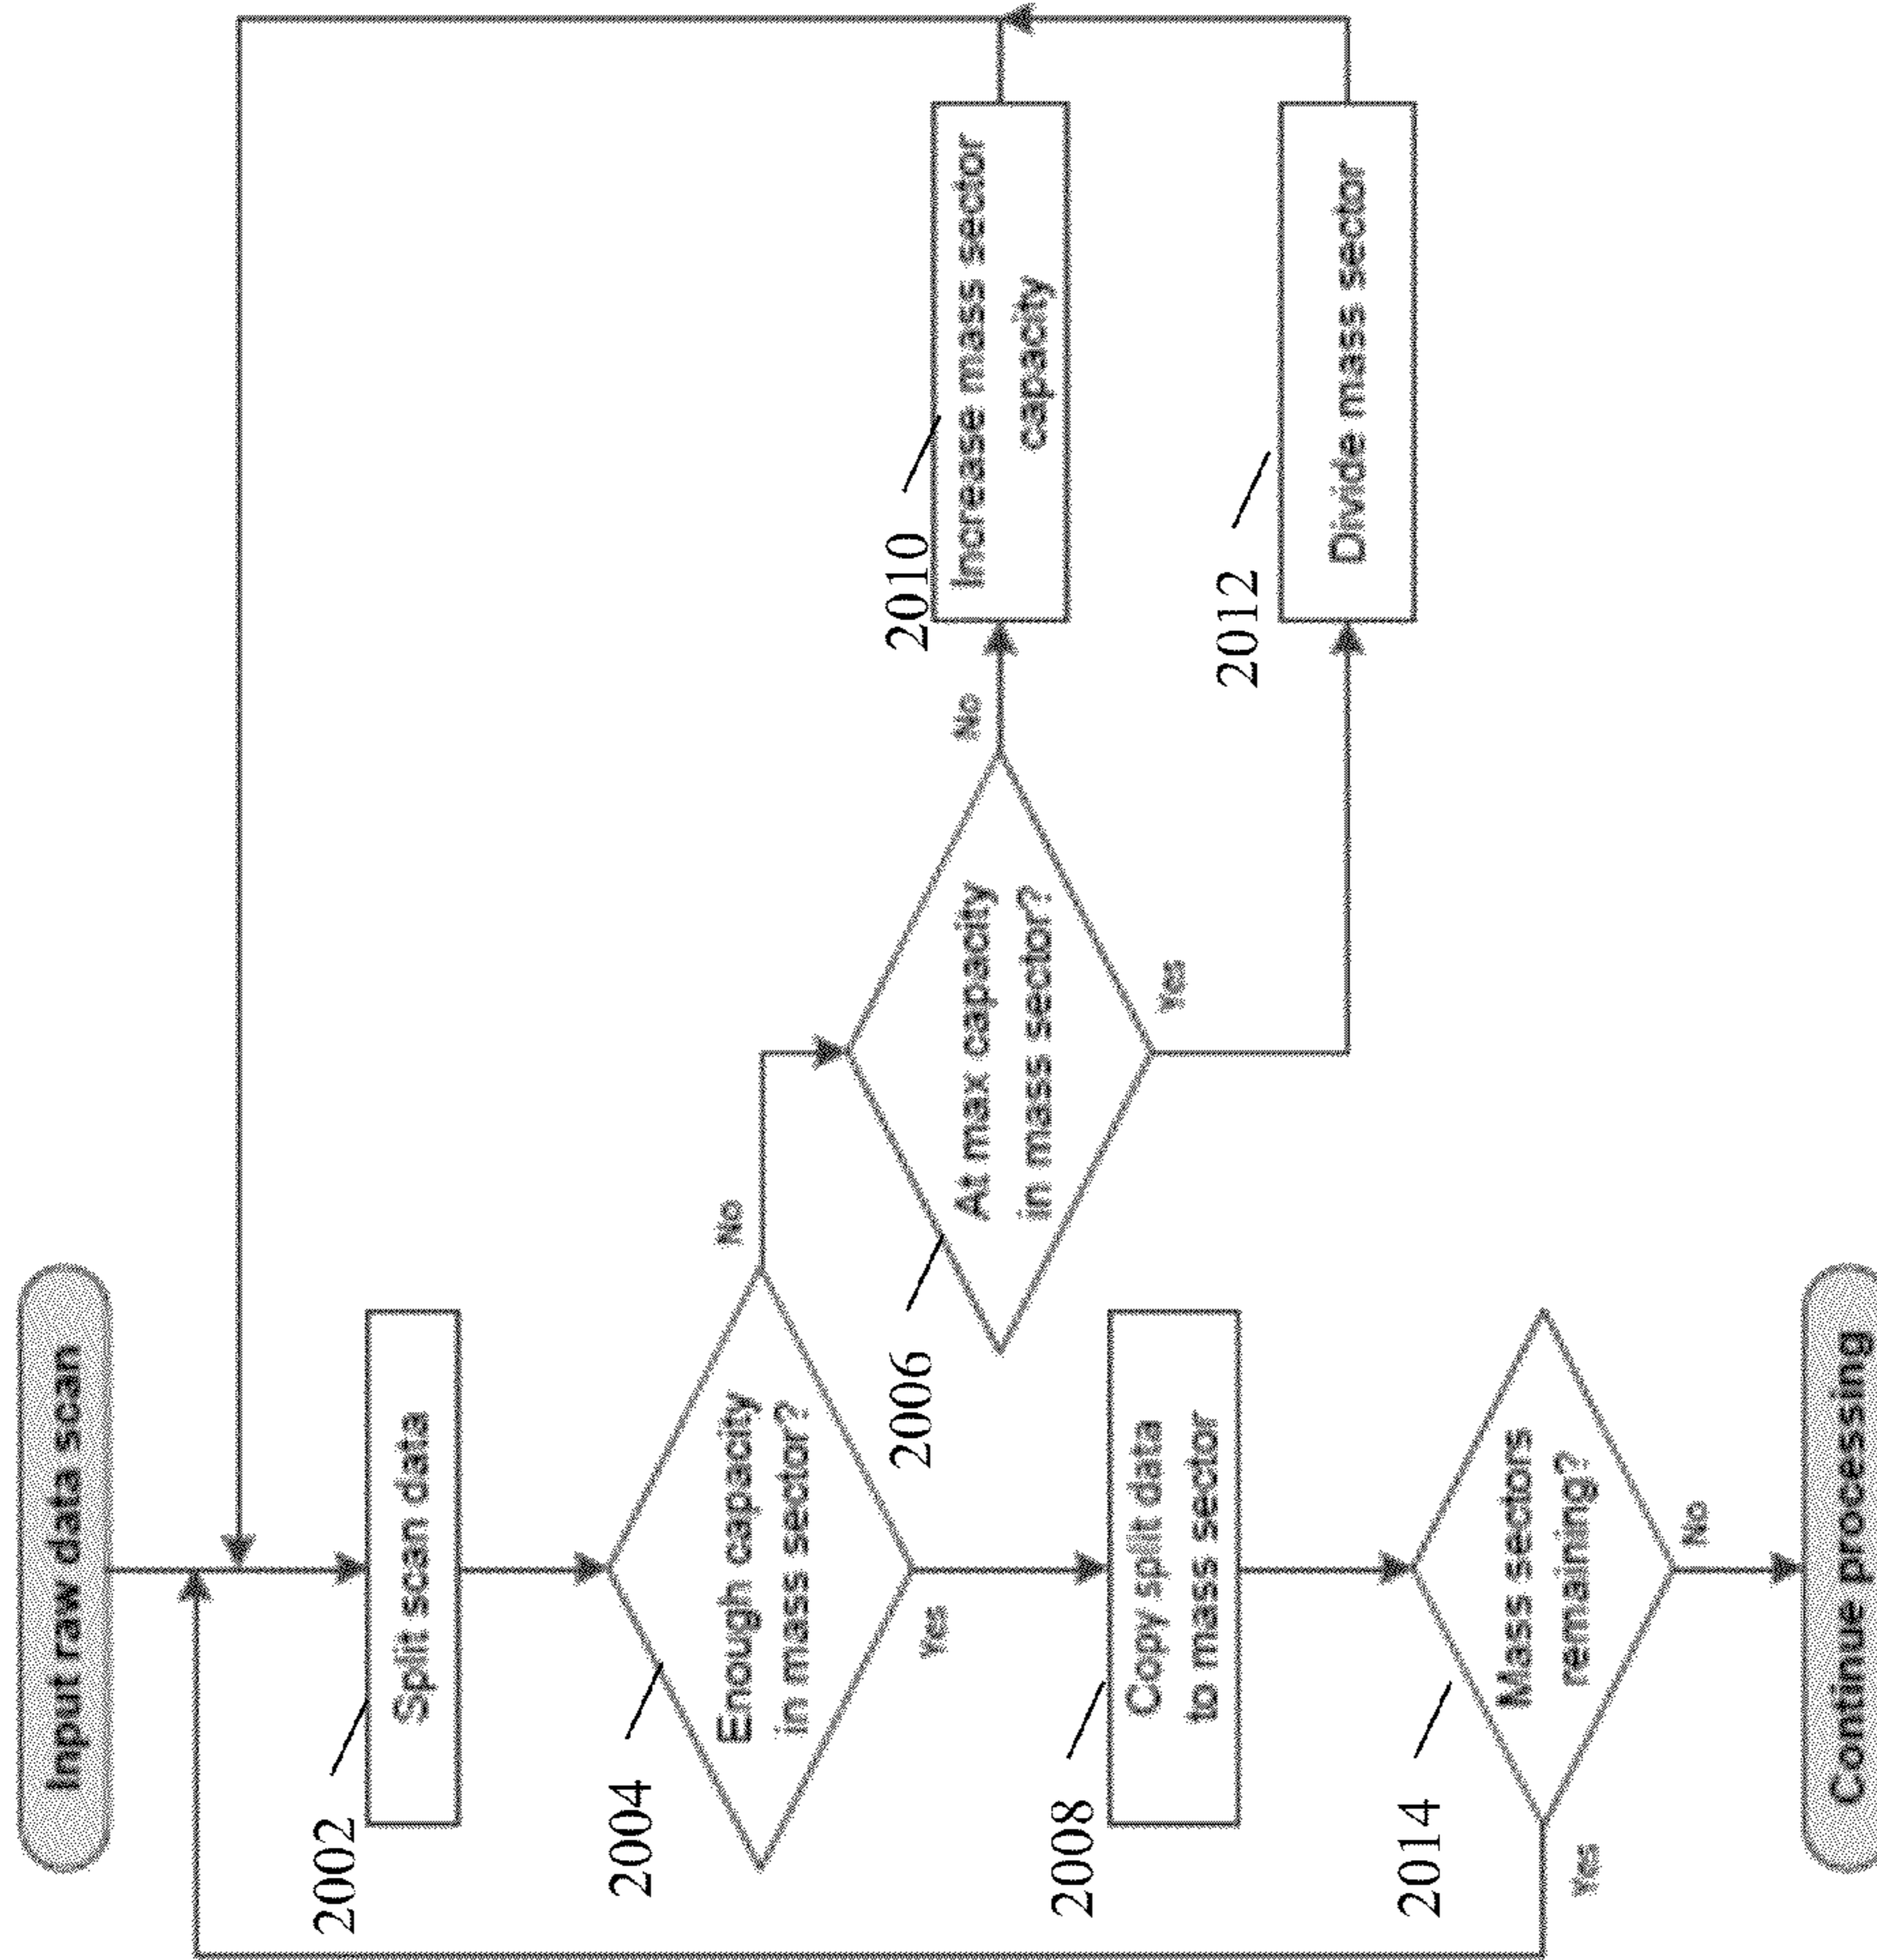 Input raw data scan
2002
Split scan data
2004
Enough capacity
in mass sector?
No
Yes
2006
At max capacity
in mass sector?
No
Yes
2010
Increase mass sector
capacity
2012
Divide mass sector
2008
Copy split data
to mass sector
2014
Mass sectors
remaining?
Yes
No
Continue processing